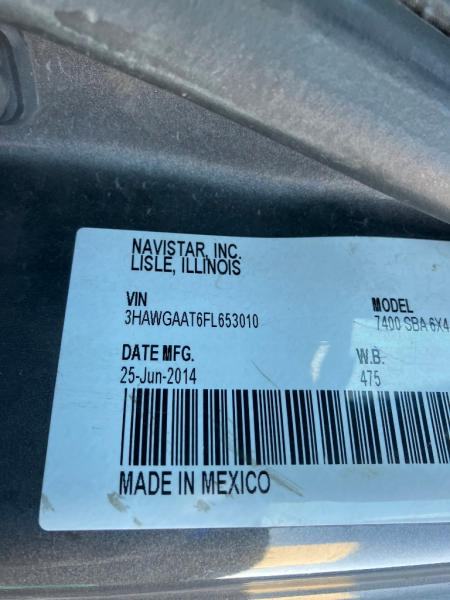 NAVISTAR, INC.
LISLE, ILLINOIS
VIN
3HAWGAAT6FL653010
MODEL
7400 SBA 6X4
DATE MFG.
25-Jun-2014
W.B.
475
MADE IN MEXICO